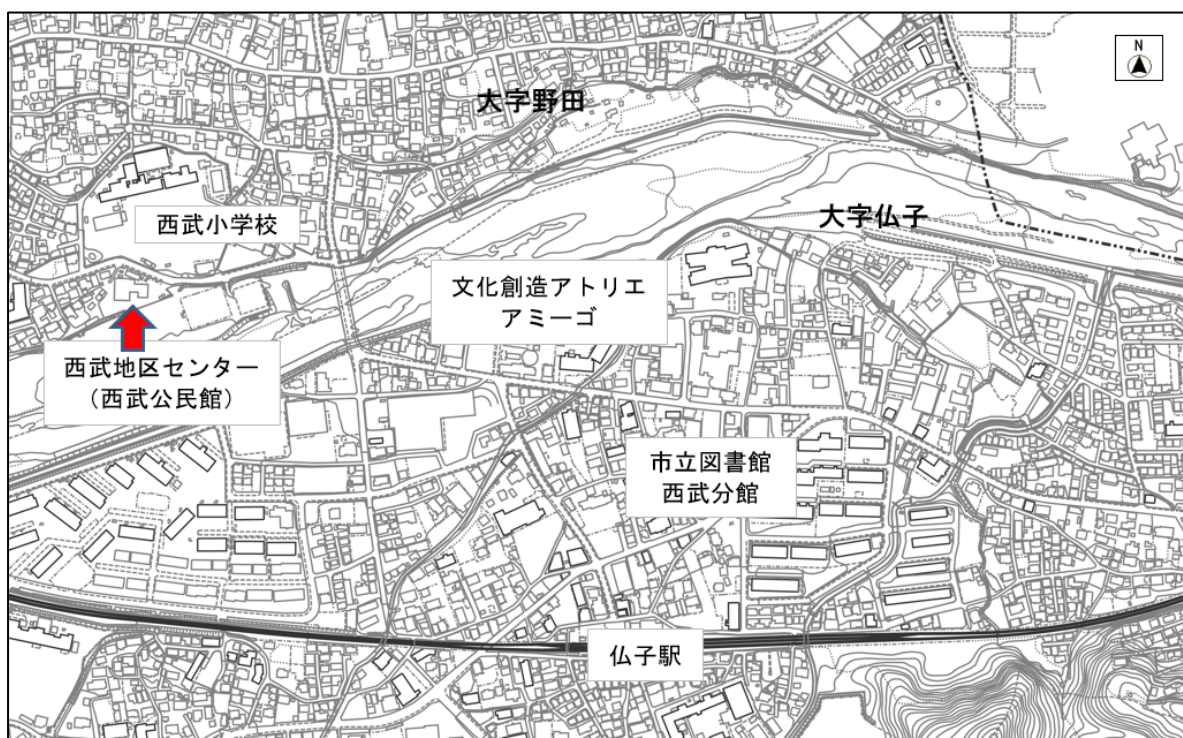 N
大字野田
西武小学校
大字仏子
文化創造アトリエ
アミーゴ
西武地区センター
（西武公民館）
市立図書館
西武分館
仏子駅